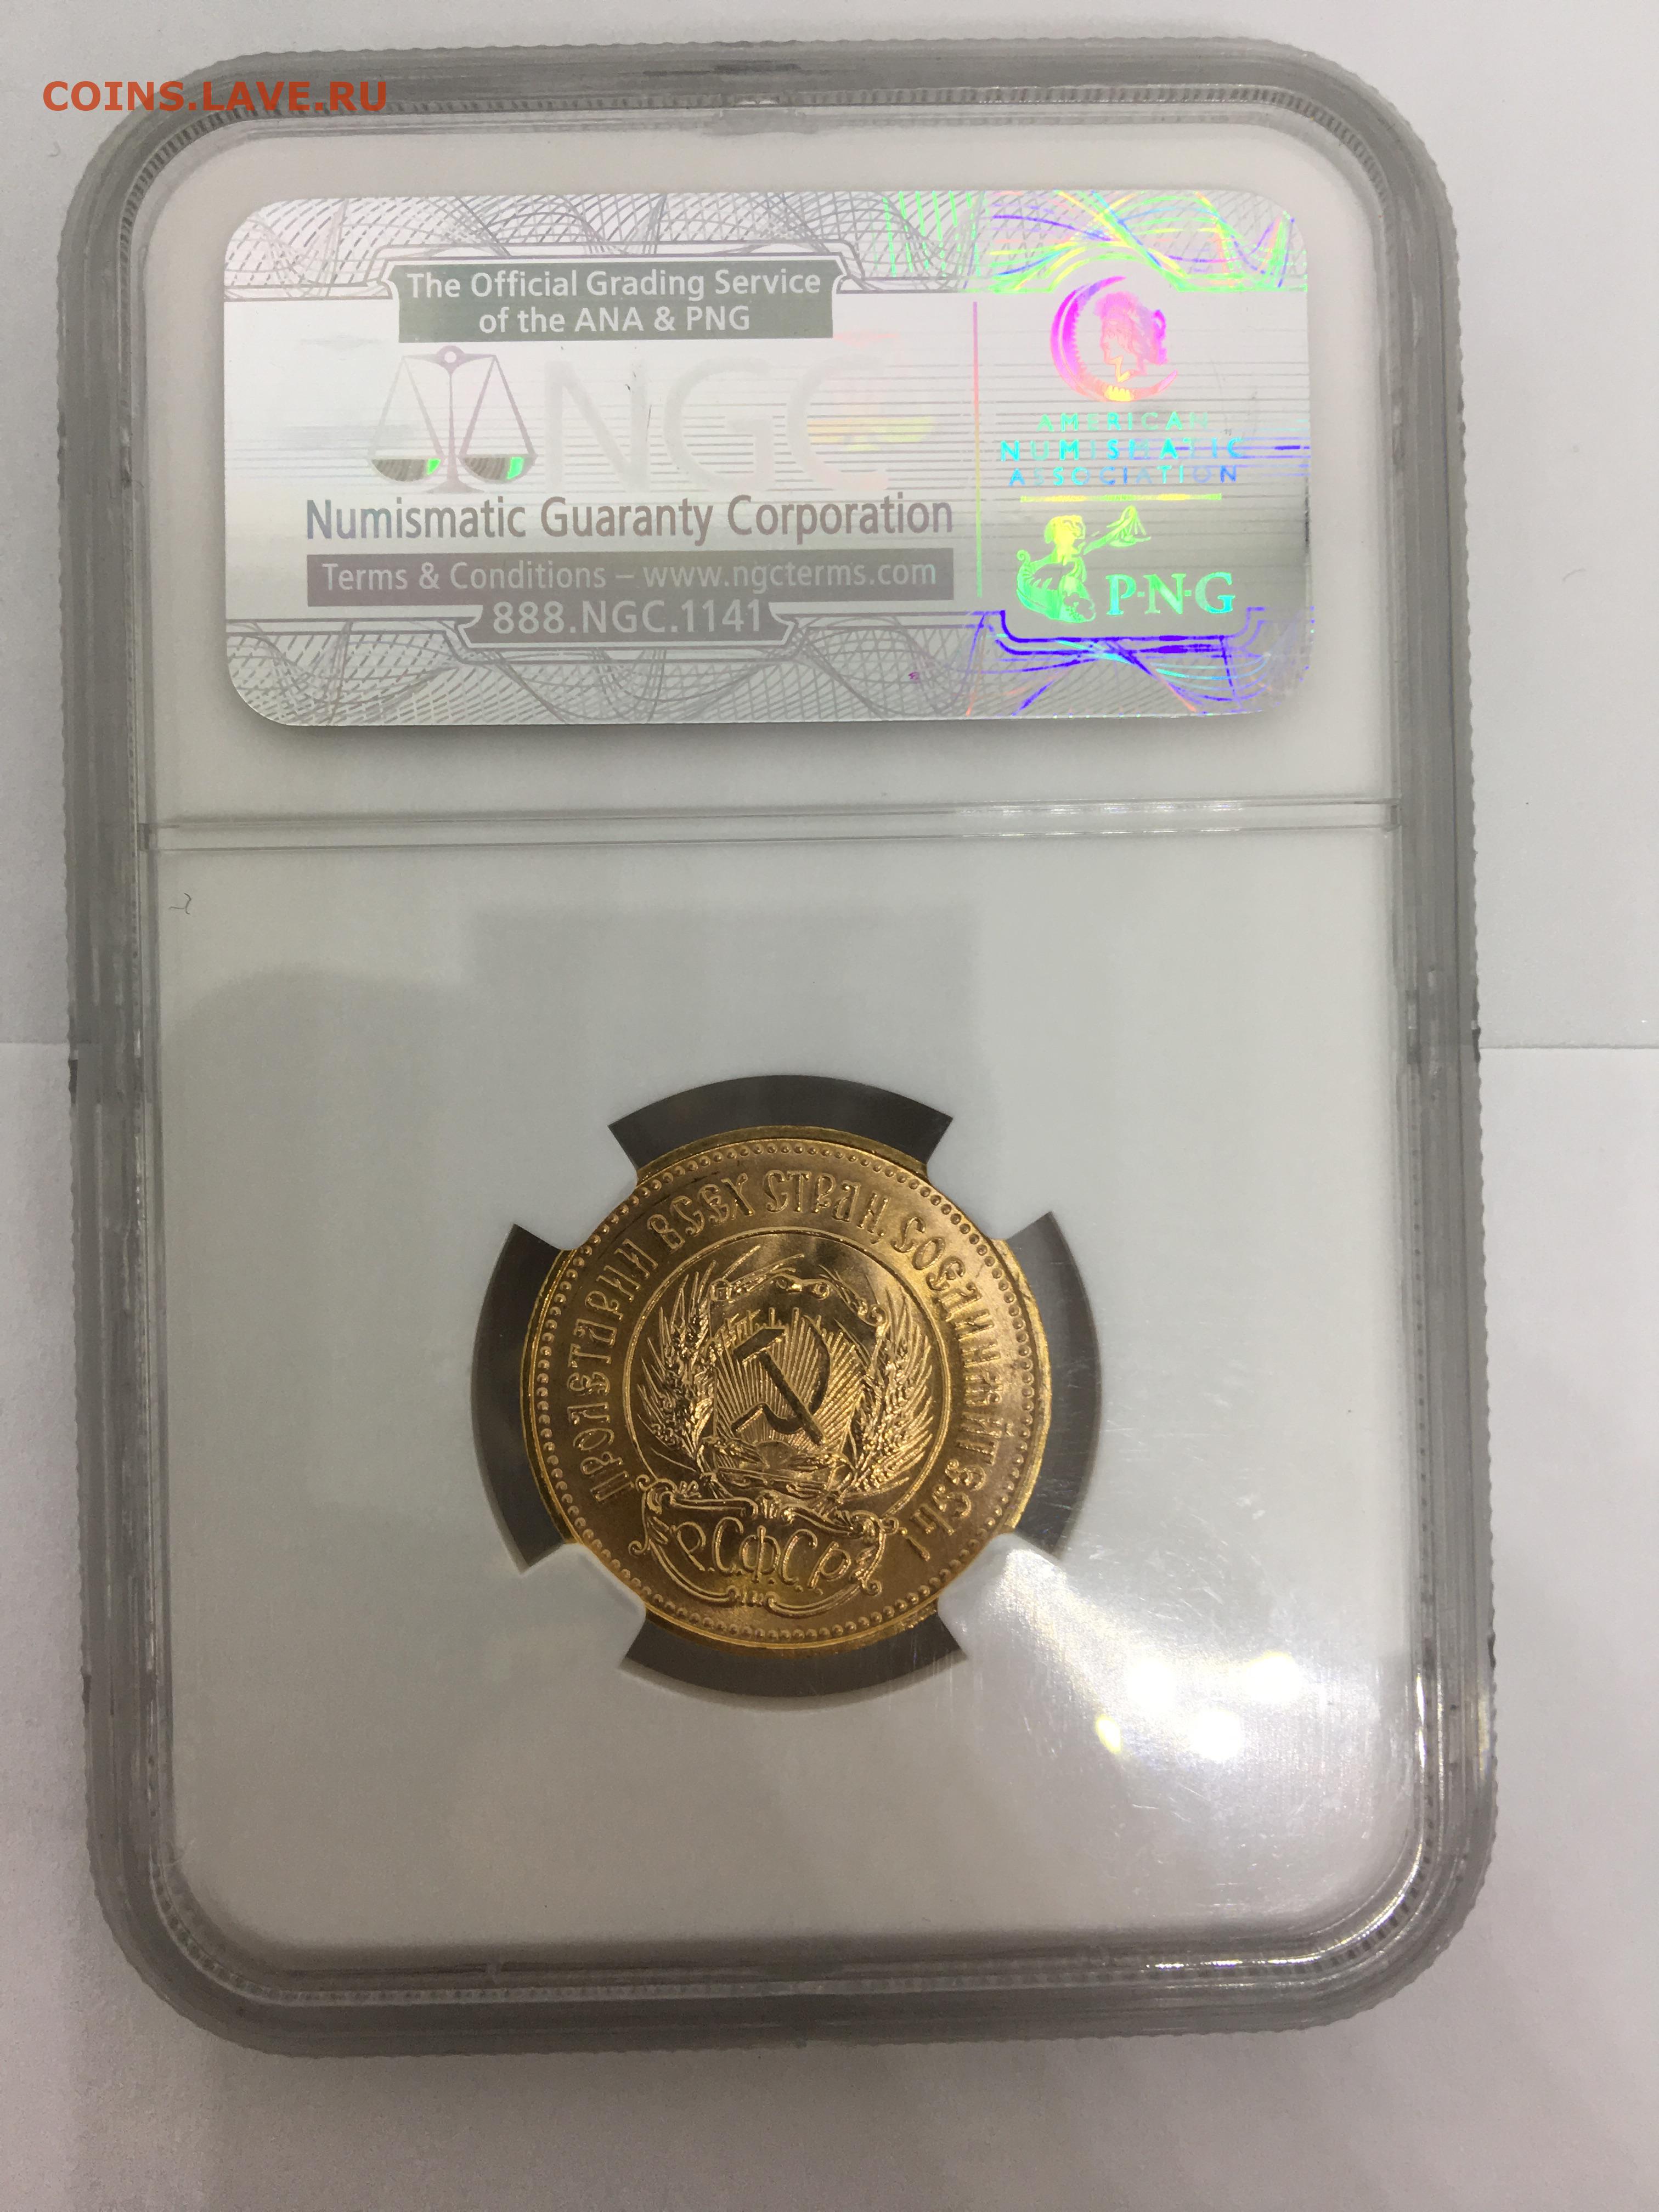 COINS.LAVE.RU
The Official Grading Service
of the ANA & PNG
NGC
Numismatic Guaranty Corporation
Terms & Conditions – www.ngcterms.com
888.NGC.1141
AMERICAN
NUMISMATIC
ASSOCIATION
P·N·G
ПРОЛЕТАРИИ ВСЕХ СТРАН, СОЕДИНЯЙТЕСЬ!
Р.С.Ф.С.Р.